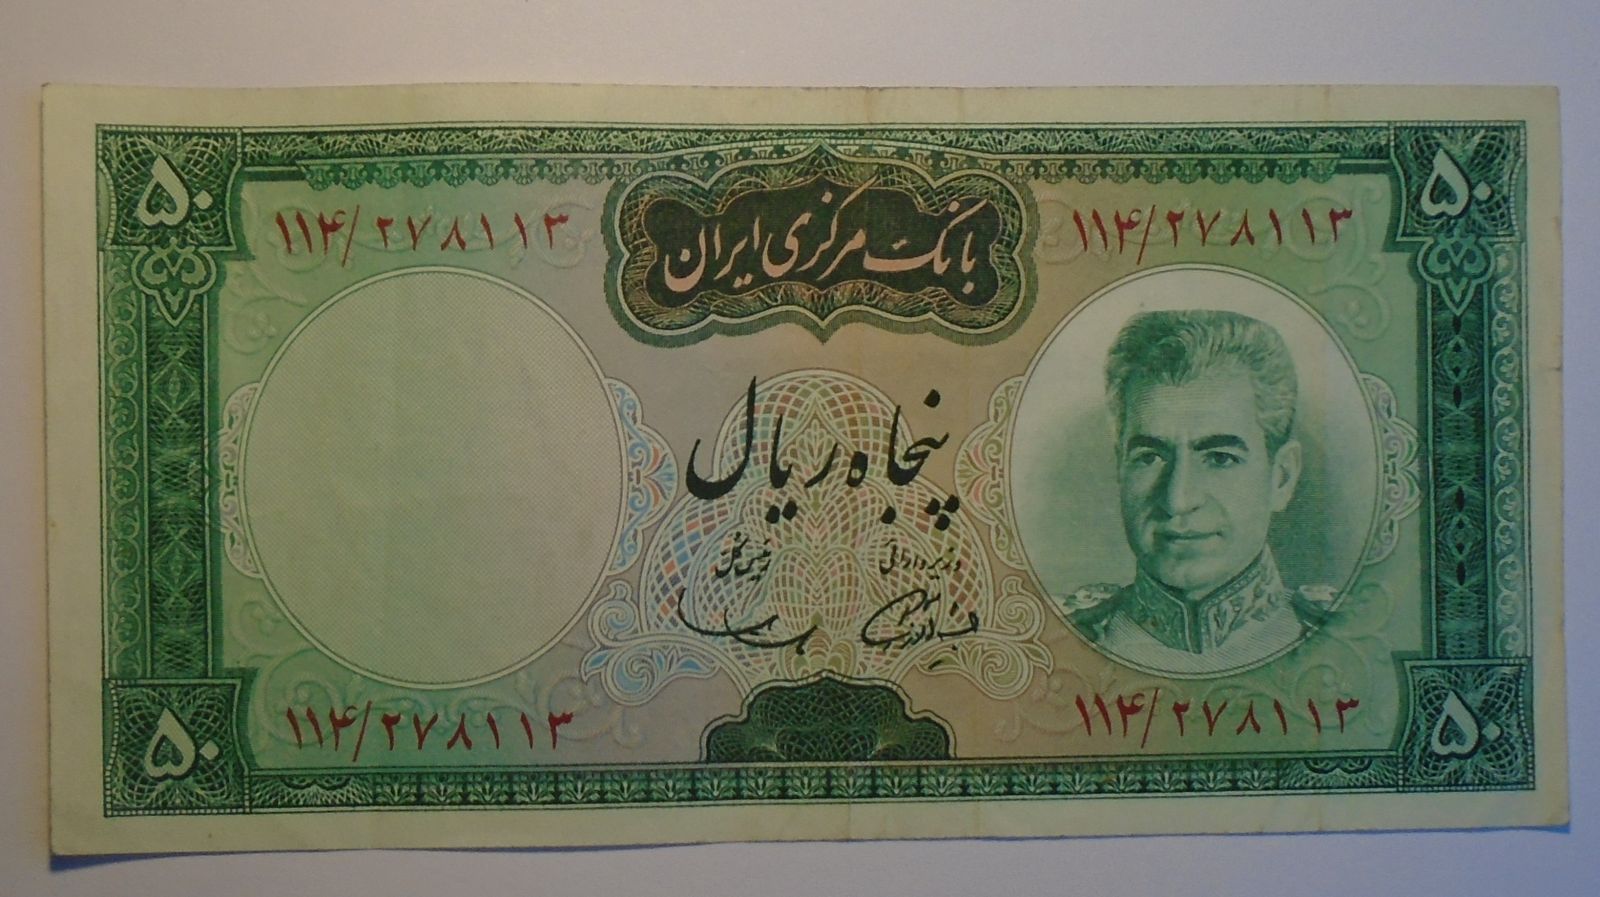 ۵۰
۵۰
۱۱۴/۲۷۸۱۱۳
۱۱۴/۲۷۸۱۱۳
بانک مرکزی ایران
پنجاه ریال
وزیر دارائی
رئیس کل
۱۱۴/۲۷۸۱۱۳
۱۱۴/۲۷۸۱۱۳
۵۰
۵۰